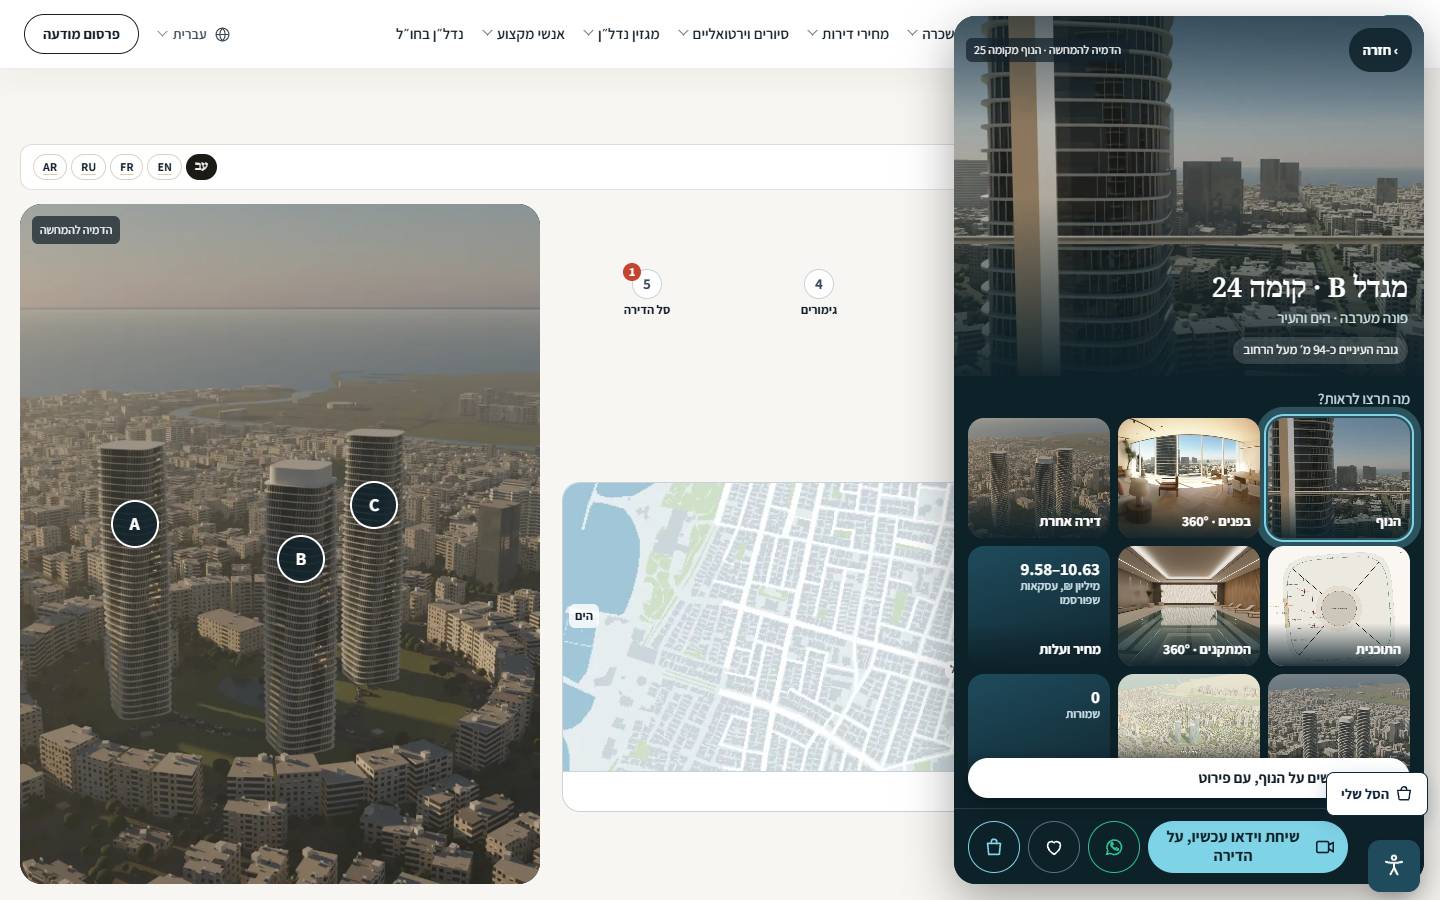 פרסום מודעה
עברית
שכרה
מחירי דירות
סיורים וירטואליים
מגזין נדל״ן
אנשי מקצוע
נדל״ן בחו״ל
עב
EN
FR
RU
AR
הדמיה להמחשה
A
B
C
4
גימורים
1
5
סל הדירה
הים
‹ חזרה
הדמיה להמחשה · הנוף מקומה 25
מגדל B · קומה 24
פונה מערבה · הים והעיר
גובה העיניים כ-94 מ׳ מעל הרחוב
מה תרצו לראות?
הנוף
בפנים · 360°
דירה אחרת
התוכנית
המתקנים · 360°
9.58–10.63
מיליון ₪, עסקאות
שפורסמו
מחיר ועלות
0
שמורות
על הנוף, עם פירוט
הסל שלי
שיחת וידאו עכשיו, על
הדירה